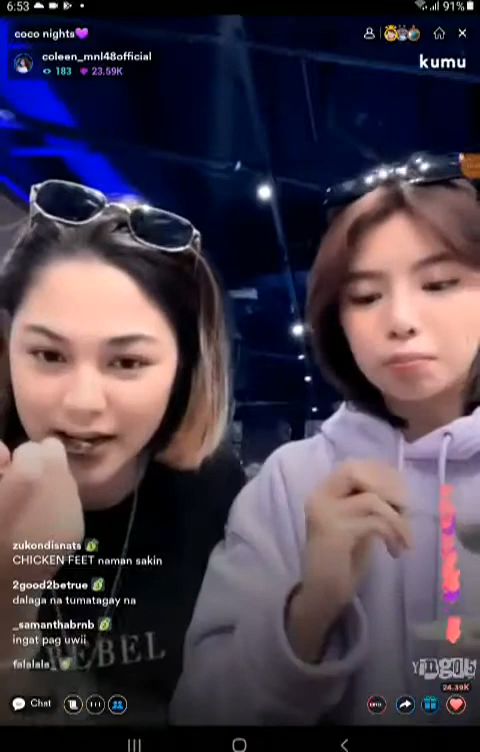 6:53
91%
coco nights
coleen_mnl48official
183 23.59K
kumu
zukondisnats
CHICKEN FEET naman sakin
2good2betrue
dalaga na tumatagay na
_samanthabrnb
ingat pag uwii
falalala_
REBEL
24.39K
Chat